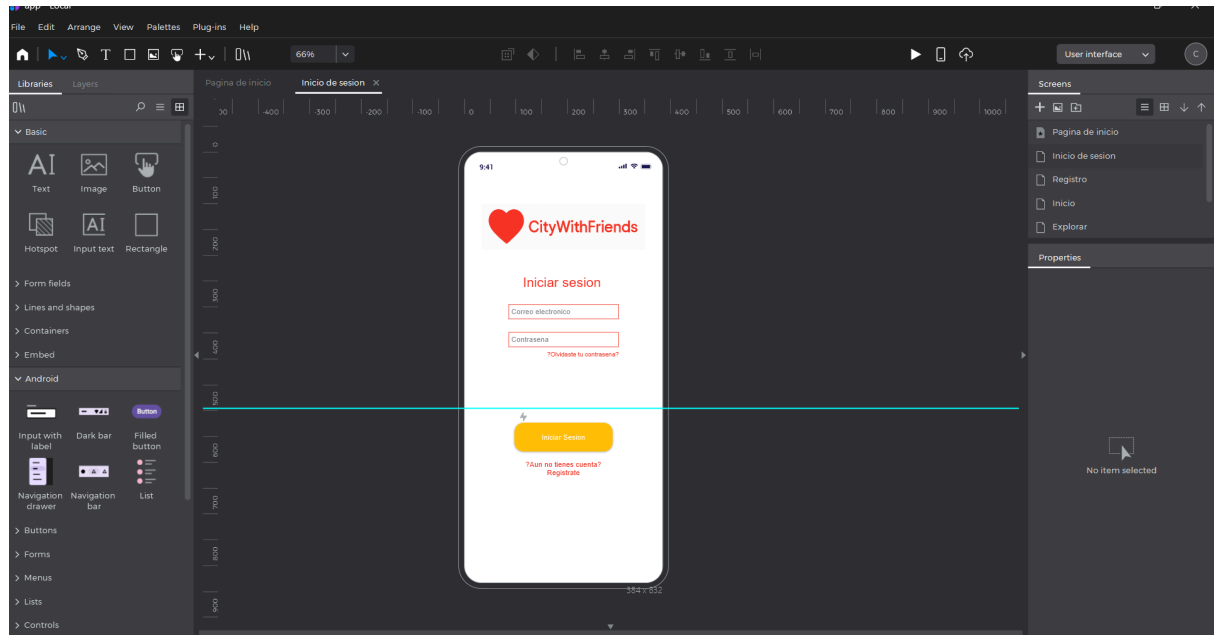 app - Local
File Edit Arrange View Palettes Plug-ins Help
66%
User interface
C
Libraries Layers
Pagina de inicio Inicio de sesion
Screens
-400 -300 -200 -100 0 100 200 300 400 500 600 700 800 900 1000
Basic
Text Image Button
Hotspot Input text Rectangle
Form fields
Lines and shapes
Containers
Embed
Android
Button
Input with label
Dark bar
Filled button
Navigation drawer
Navigation bar
List
Buttons
Forms
Menus
Lists
Controls
0
100
200
300
400
500
600
700
800
900
9:41
CityWithFriends
Iniciar sesion
Correo electronico
Contrasena
?Olvidaste tu contrasena?
Iniciar Sesion
?Aun no tienes cuenta?
Registrate
384 x 832
Pagina de inicio
Inicio de sesion
Registro
Inicio
Explorar
Properties
No item selected